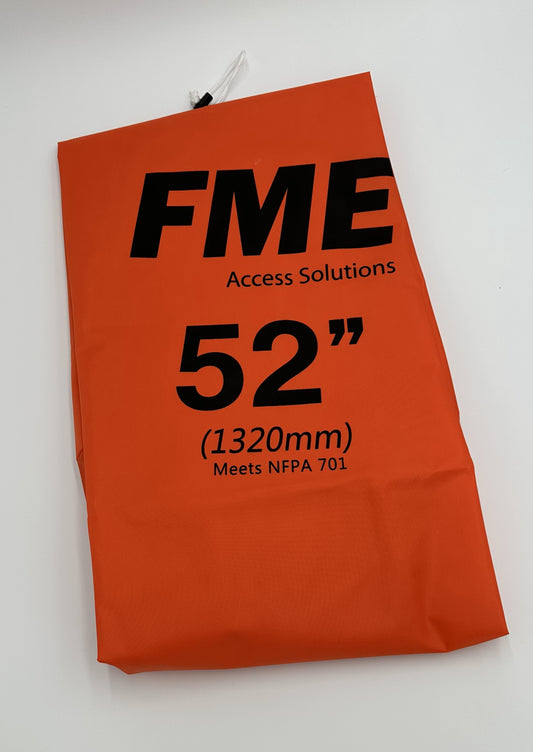 FME
Access Solutions
52”
(1320mm)
Meets NFPA 701